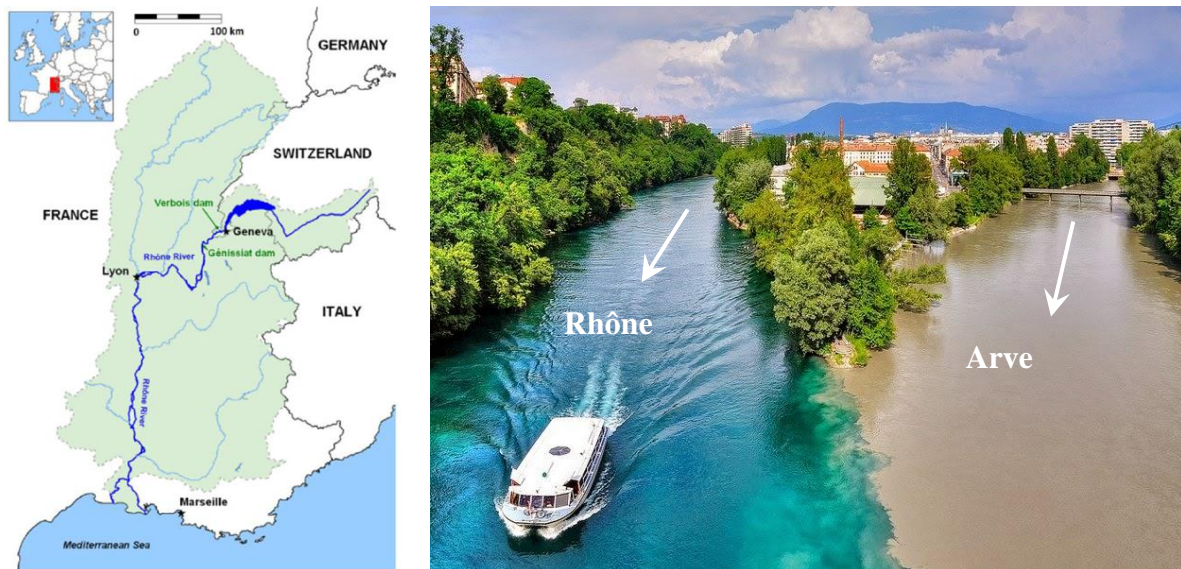 0 100 km
GERMANY
SWITZERLAND
FRANCE
Verbois dam
Geneva
Génissiat dam
Rhône River
Lyon
ITALY
Rhône River
Marseille
Mediterranean Sea
Rhône
Arve